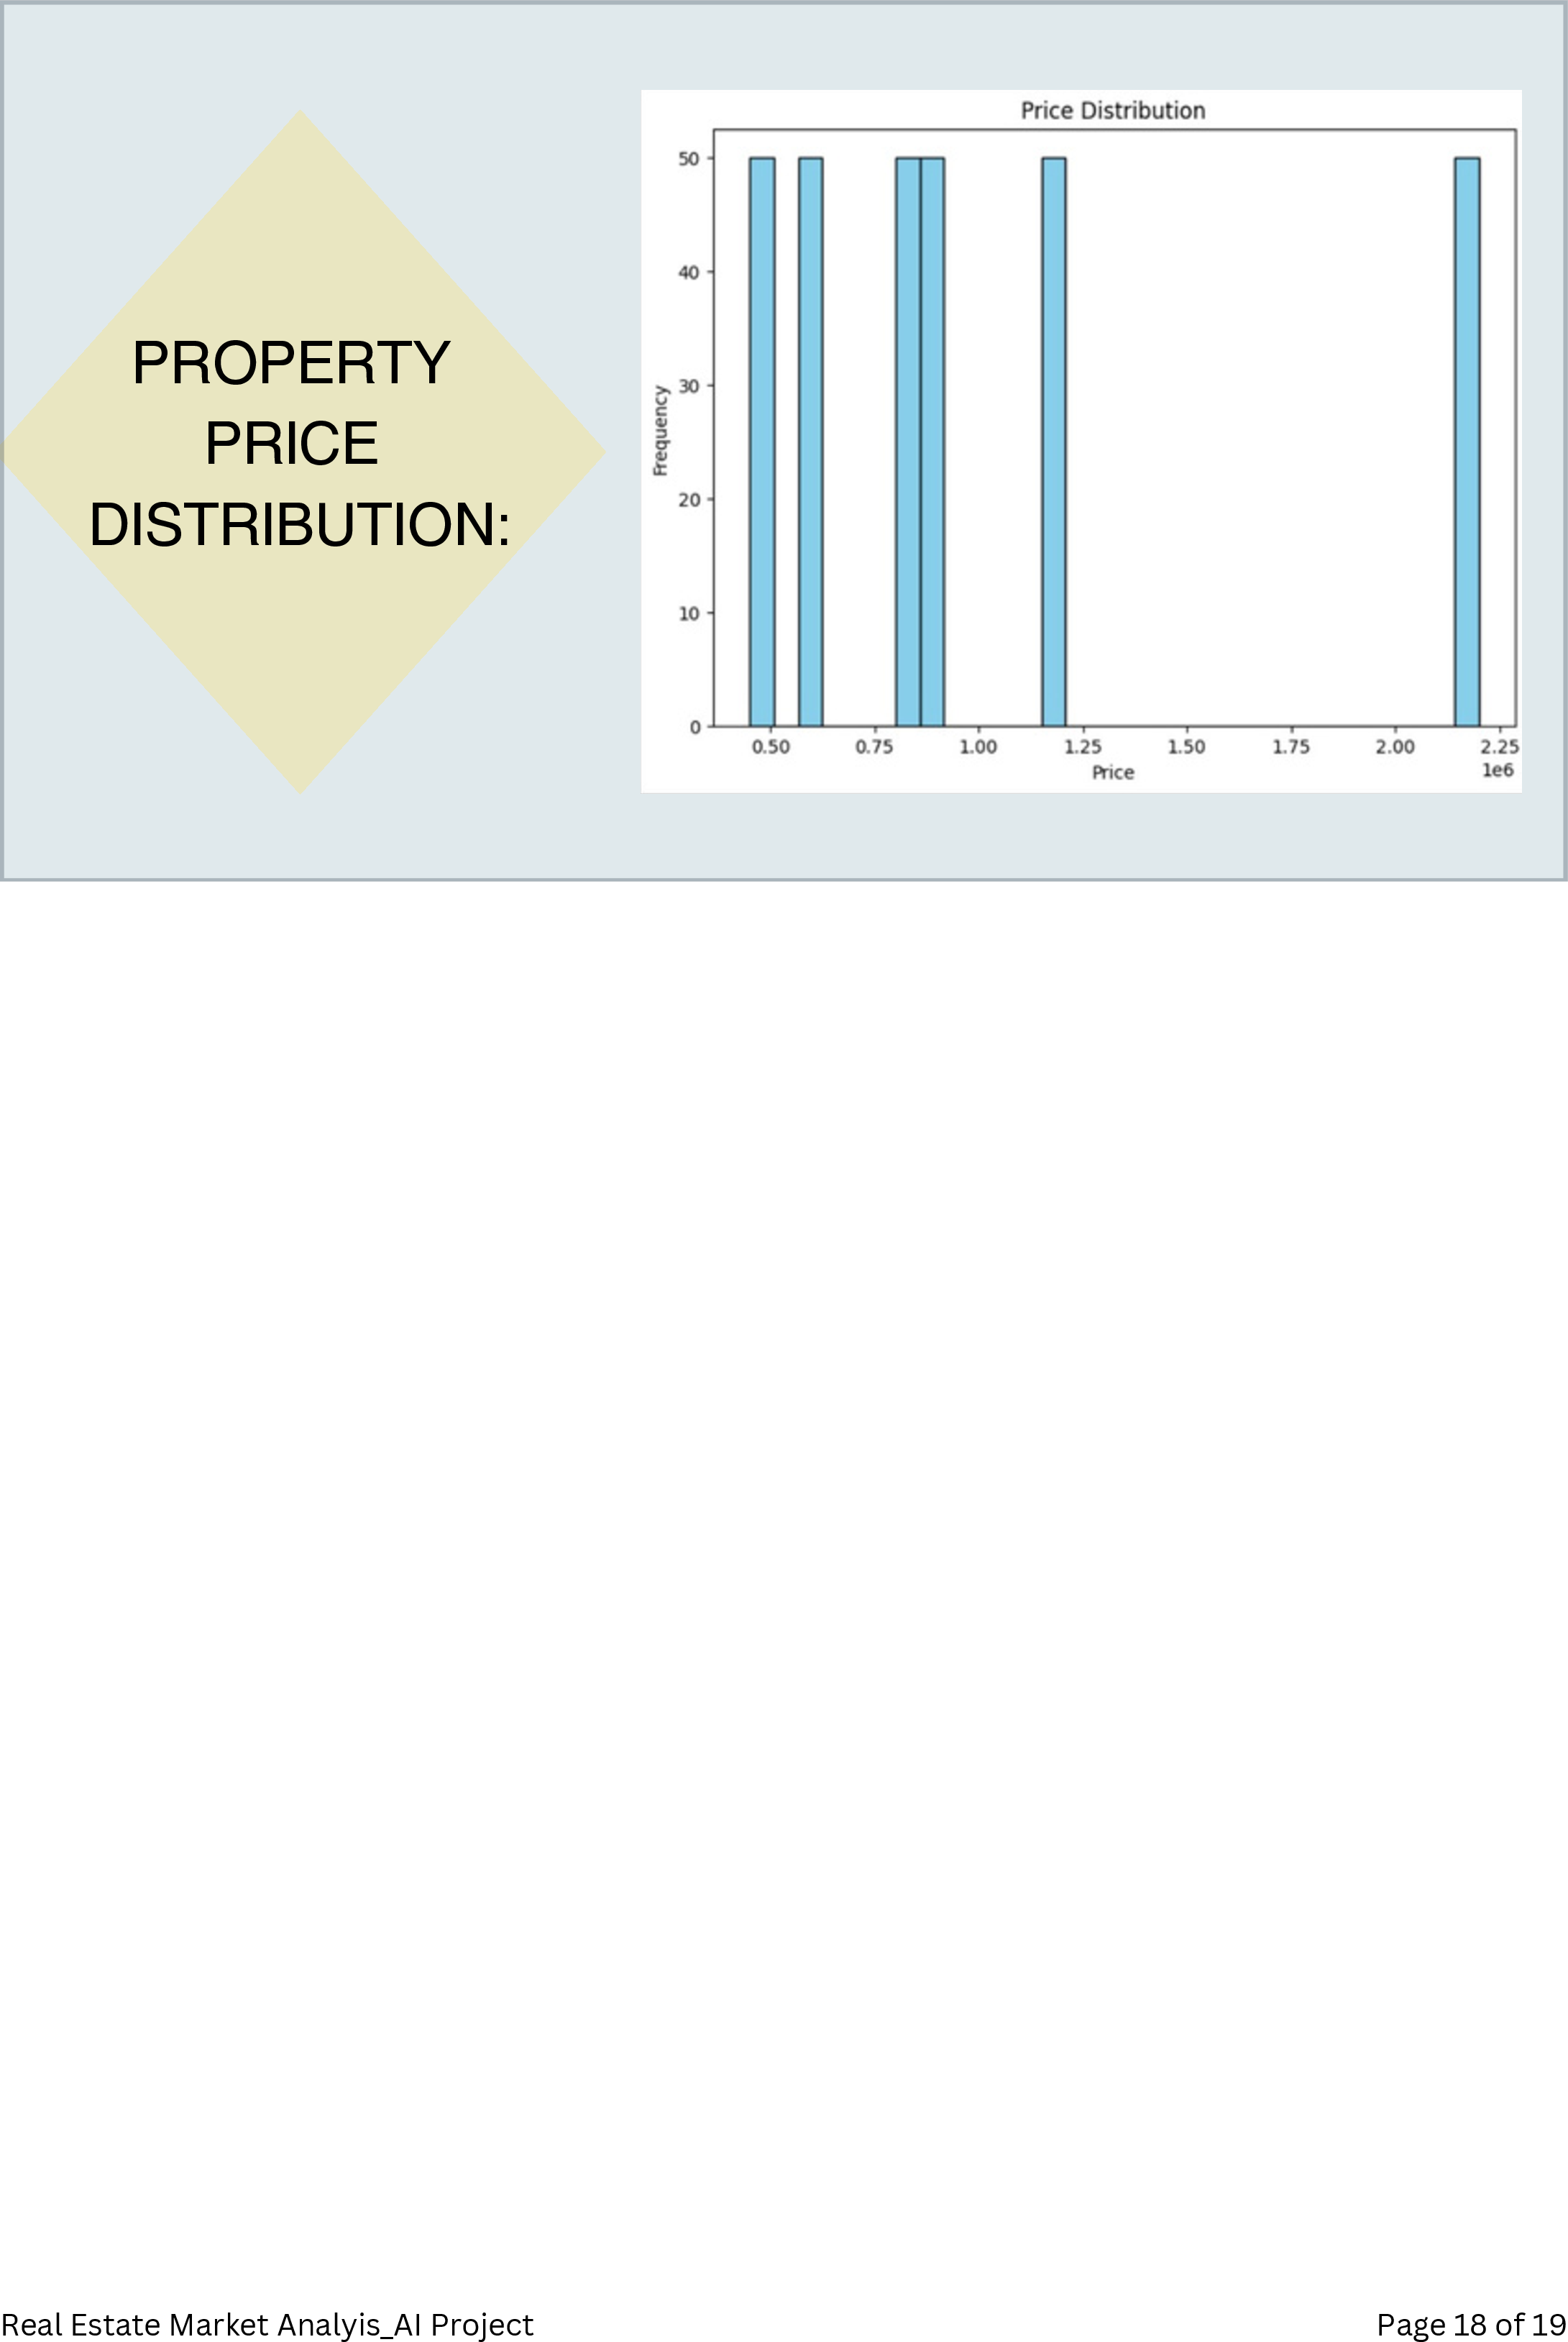 PROPERTY
PRICE
DISTRIBUTION:
Price Distribution
Frequency
50
40
30
20
10
0
0.50 0.75 1.00 1.25 1.50 1.75 2.00 2.25
1e6
Price
Real Estate Market Analyis_AI Project
Page 18 of 19